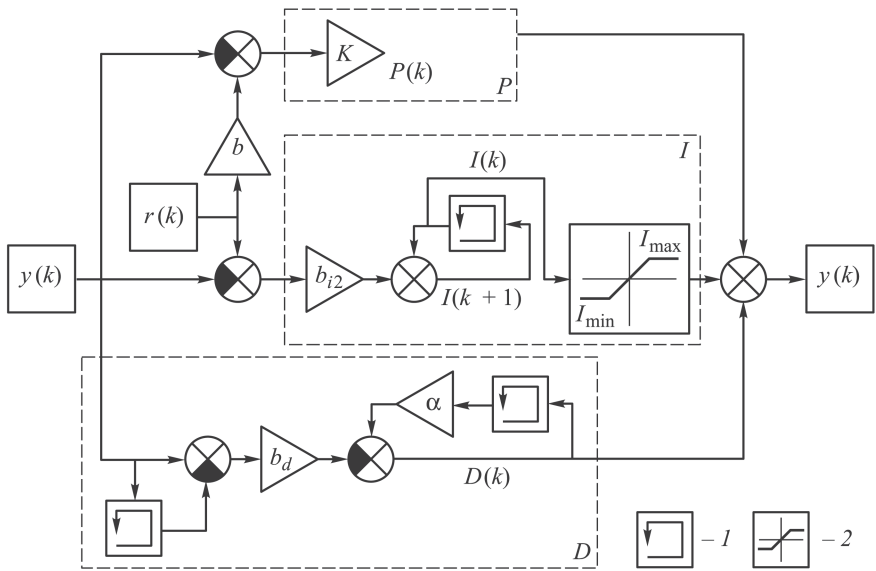 K
P(k)
P
b
I(k)
I
r(k)
I_max
y(k)
b_i2
I(k + 1)
I_min
y(k)
α
b_d
D(k)
D
– 1
– 2